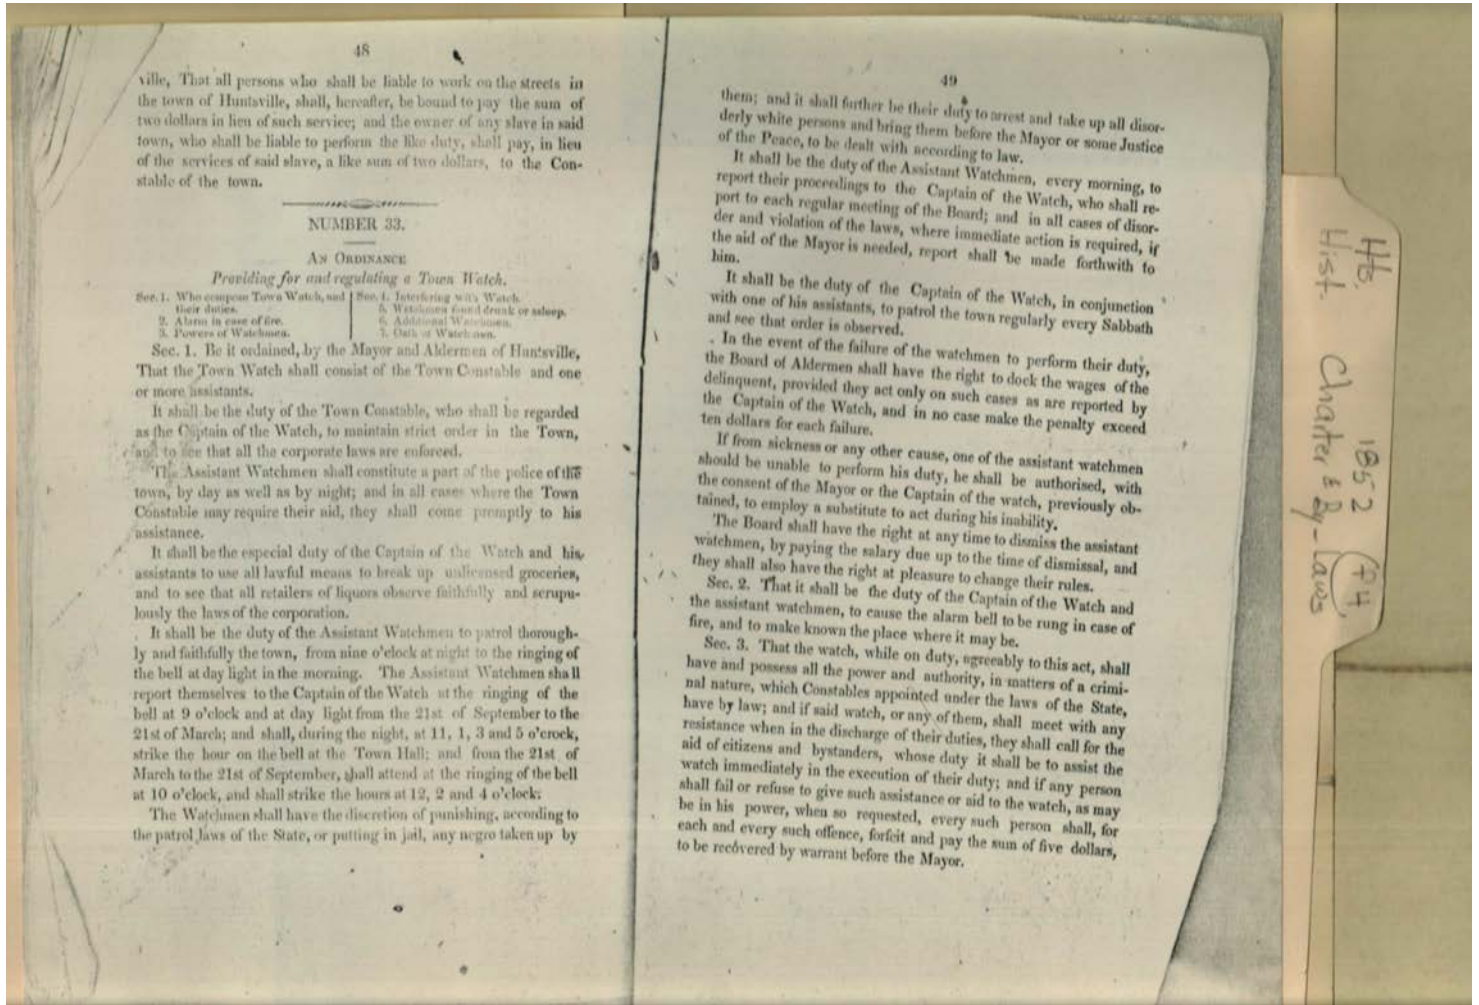 48
ville, That all persons who shall be liable to work on the streets in
the town of Huntsville, shall, hereafter, be bound to pay the sum of
two dollars in lieu of such service; and the owner of any slave in said
town, who shall be liable to perform the like duty, shall pay, in lieu
of the services of said slave, a like sum of two dollars, to the Con-
stable of the town.
NUMBER 33.
AN ORDINANCE
Providing for and regulating a Town Watch.
Sec. 1. Who compose Town Watch, and
their duties.
2. Alarm in case of fire.
3. Powers of Watchmen.
Sec. 4. Interfering with Watch.
5. Watchmen found drunk or asleep.
6. Additional Watchmen.
7. Oath of Watchmen.
Sec. 1. Be it ordained, by the Mayor and Aldermen of Huntsville,
That the Town Watch shall consist of the Town Constable and one
or more assistants.
It shall be the duty of the Town Constable, who shall be regarded
as the Captain of the Watch, to maintain strict order in the Town,
and to see that all the corporate laws are enforced.
The Assistant Watchmen shall constitute a part of the police of the
town, by day as well as by night; and in all cases where the Town
Constable may require their aid, they shall come promptly to his
assistance.
It shall be the especial duty of the Captain of the Watch and his
assistants to use all lawful means to break up unlicensed groceries,
and to see that all retailers of liquors observe faithfully and scrupu-
lously the laws of the corporation.
It shall be the duty of the Assistant Watchmen to patrol thorough-
ly and faithfully the town, from nine o'clock at night to the ringing of
the bell at day light in the morning. The Assistant Watchmen shall
report themselves to the Captain of the Watch at the ringing of the
bell at 9 o'clock and at day light from the 21st of September to the
21st of March; and shall, during the night, at 11, 1, 3 and 5 o'crock,
strike the hour on the bell at the Town Hall; and from the 21st of
March to the 21st of September, shall attend at the ringing of the bell
at 10 o'clock, and shall strike the hours at 12, 2 and 4 o'clock.
The Watchmen shall have the discretion of punishing, according to
the patrol laws of the State, or putting in jail, any negro taken up by
49
them; and it shall further be their duty to arrest and take up all disor-
derly white persons and bring them before the Mayor or some Justice
of the Peace, to be dealt with according to law.
It shall be the duty of the Assistant Watchmen, every morning, to
report their proceedings to the Captain of the Watch, who shall re-
port to each regular meeting of the Board; and in all cases of disor-
der and violation of the laws, where immediate action is required, if
the aid of the Mayor is needed, report shall be made forthwith to
him.
It shall be the duty of the Captain of the Watch, in conjunction
with one of his assistants, to patrol the town regularly every Sabbath
and see that order is observed.
In the event of the failure of the watchmen to perform their duty,
the Board of Aldermen shall have the right to dock the wages of the
delinquent, provided they act only on such cases as are reported by
the Captain of the Watch, and in no case make the penalty exceed
ten dollars for each failure.
If from sickness or any other cause, one of the assistant watchmen
should be unable to perform his duty, he shall be authorised, with
the consent of the Mayor or the Captain of the watch, previously ob-
tained, to employ a substitute to act during his inability.
The Board shall have the right at any time to dismiss the assistant
watchmen, by paying the salary due up to the time of dismissal, and
they shall also have the right at pleasure to change their rules.
Sec. 2. That it shall be the duty of the Captain of the Watch and
the assistant watchmen, to cause the alarm bell to be rung in case of
fire, and to make known the place where it may be.
Sec. 3. That the watch, while on duty, agreeably to this act, shall
have and possess all the power and authority, in matters of a crimi-
nal nature, which Constables appointed under the laws of the State,
have by law; and if said watch, or any of them, shall meet with any
resistance when in the discharge of their duties, they shall call for the
aid of citizens and bystanders, whose duty it shall be to assist the
watch immediately in the execution of their duty; and if any person
shall fail or refuse to give such assistance or aid to the watch, as may
be in his power, when so requested, every such person shall, for
each and every such offence, forfeit and pay the sum of five dollars,
to be recovered by warrant before the Mayor.
Hist. Charter & By-laws
1852